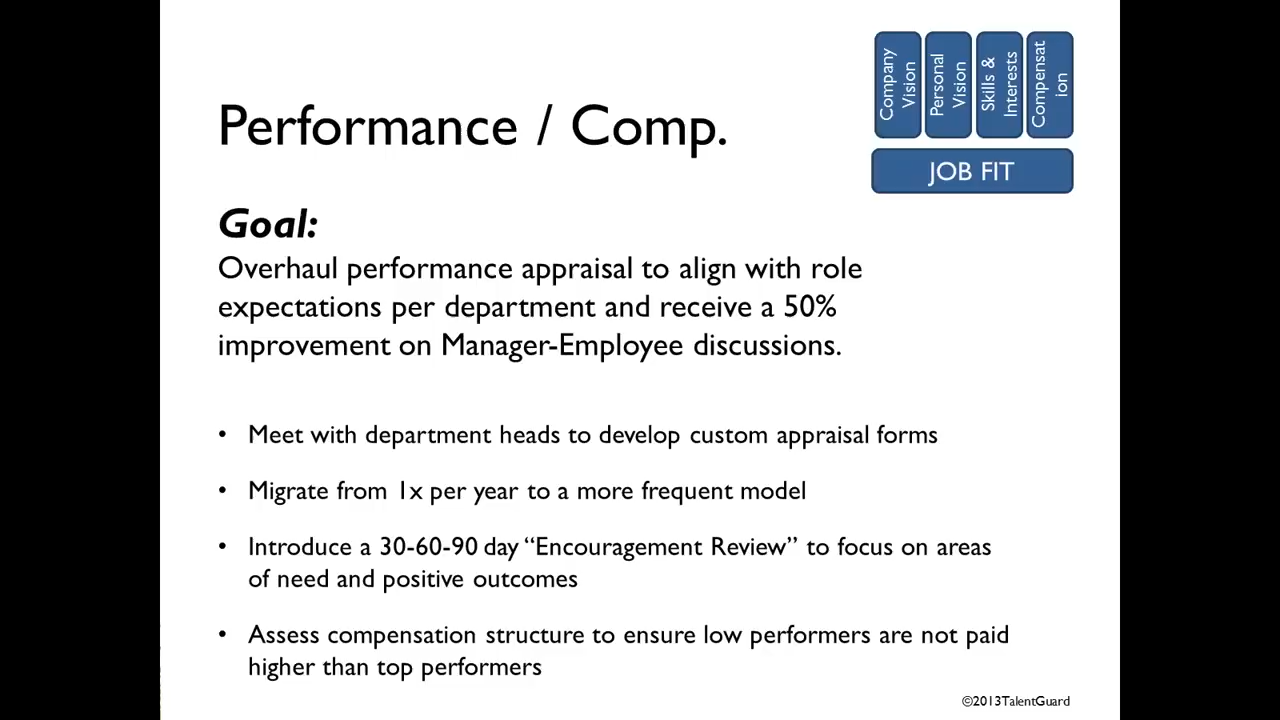 Company
Vision
Personal
Vision
Skills &
Interests
Compensat
ion
JOB FIT
Performance / Comp.
Goal:
Overhaul performance appraisal to align with role
expectations per department and receive a 50%
improvement on Manager-Employee discussions.
• Meet with department heads to develop custom appraisal forms
• Migrate from 1x per year to a more frequent model
• Introduce a 30-60-90 day “Encouragement Review” to focus on areas
of need and positive outcomes
• Assess compensation structure to ensure low performers are not paid
higher than top performers
©2013TalentGuard